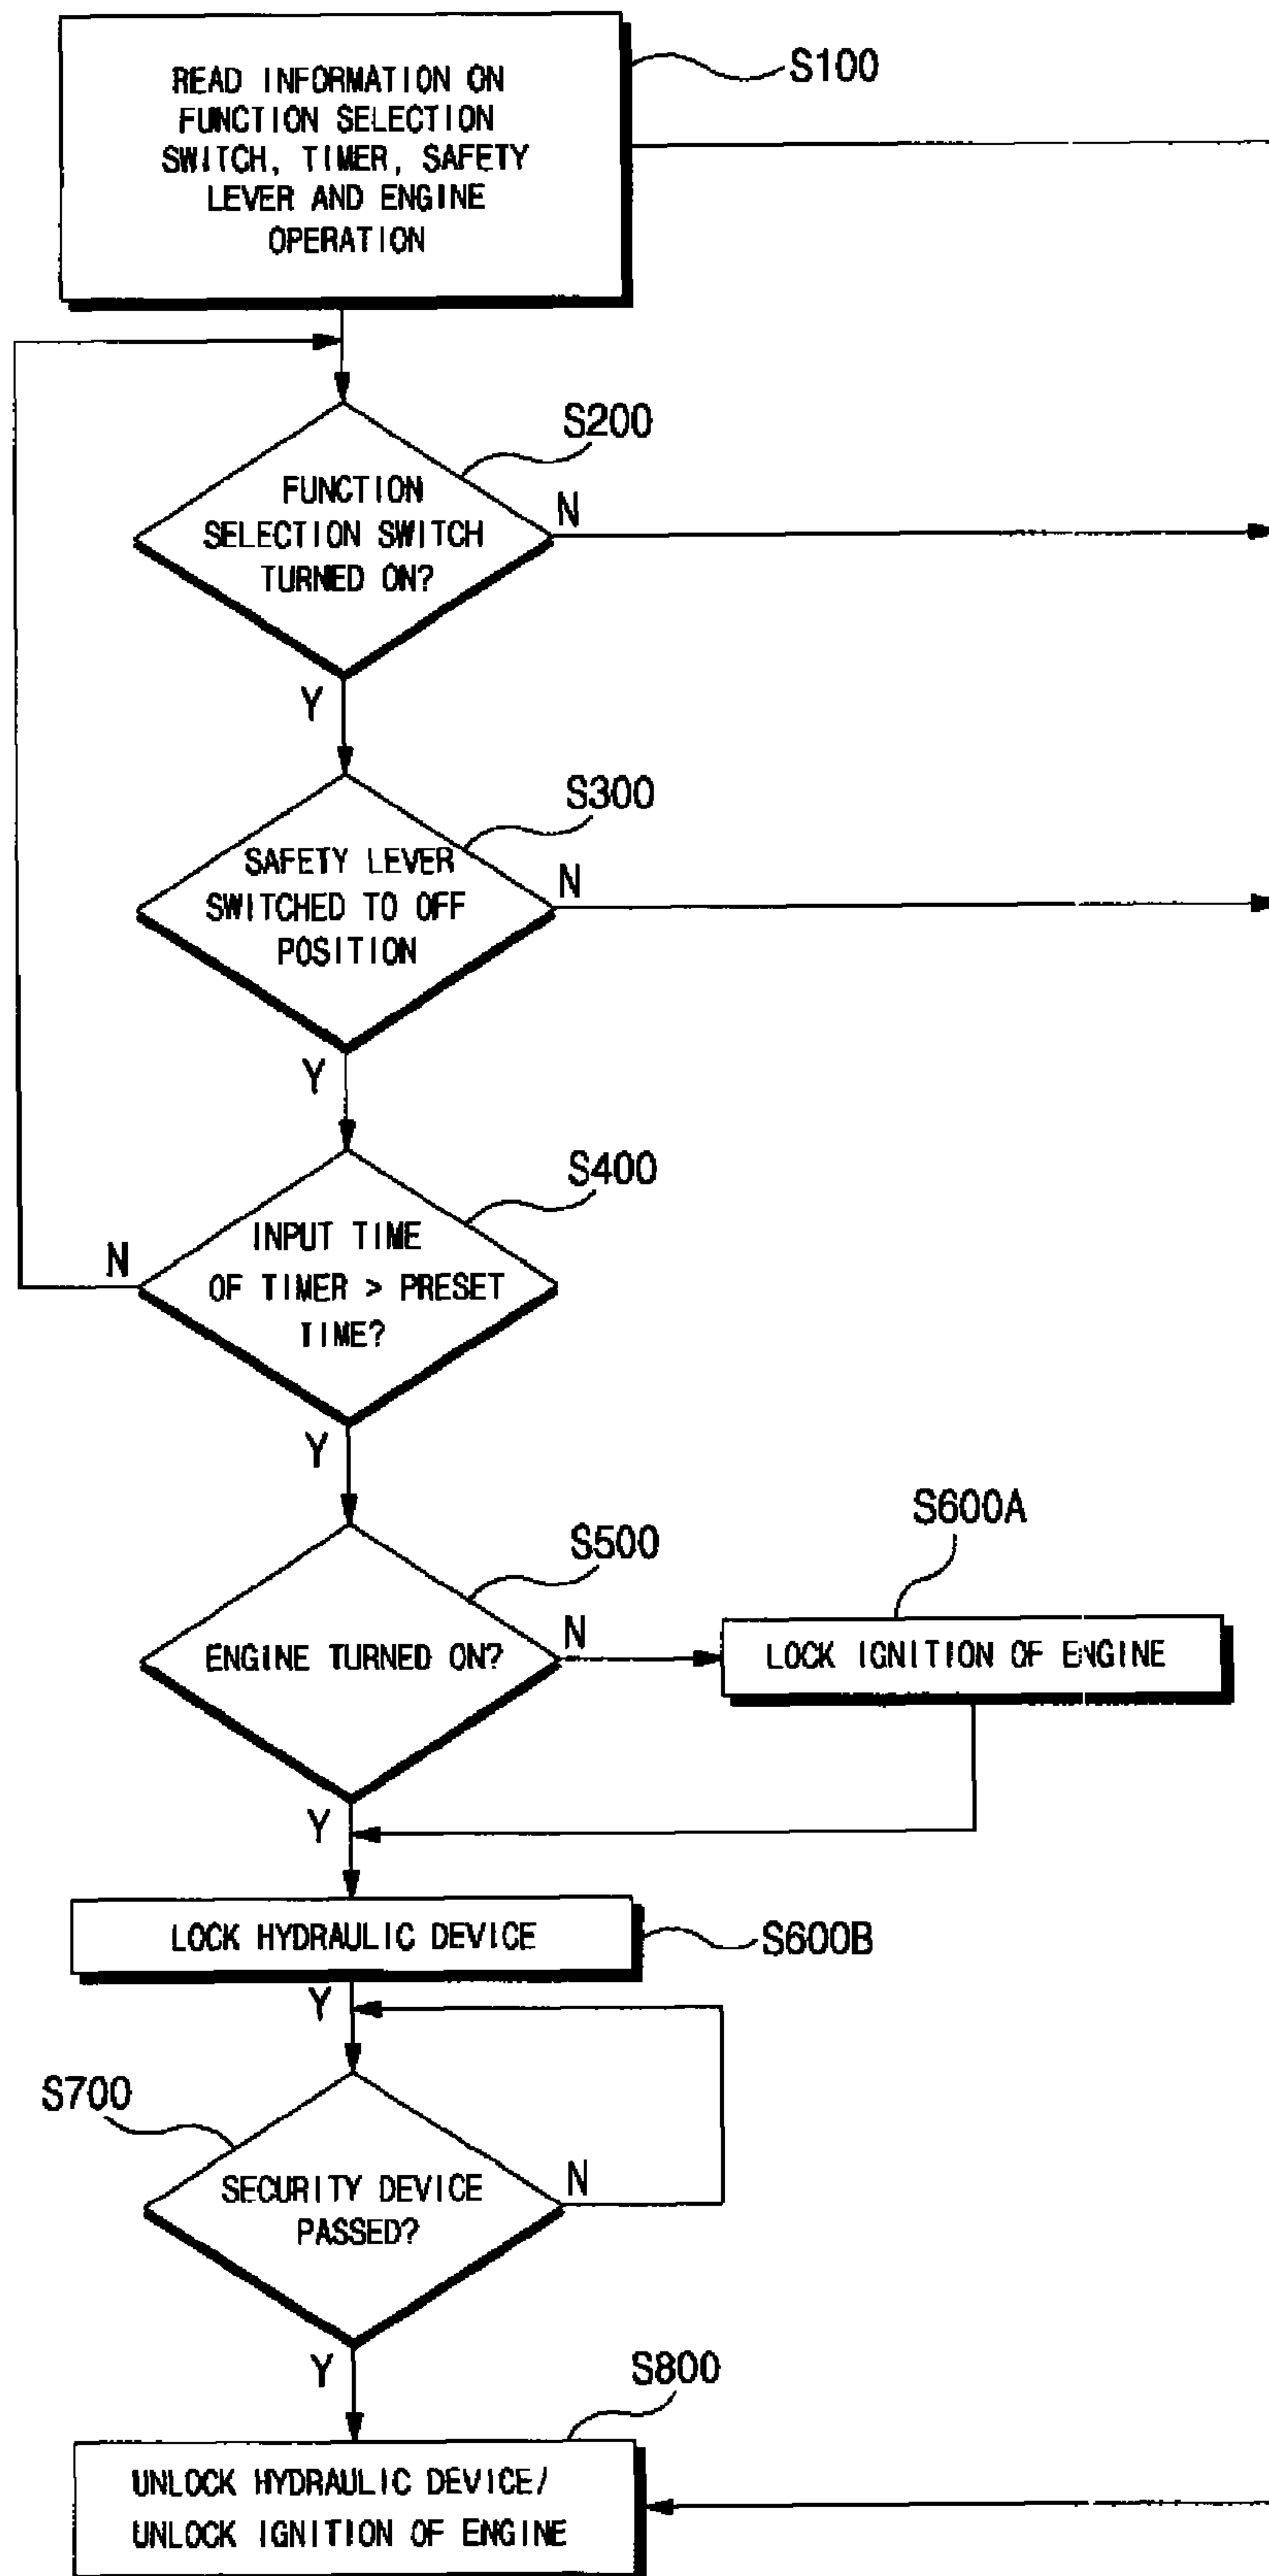 READ INFORMATION ON
FUNCTION SELECTION
SWITCH, TIMER, SAFETY
LEVER AND ENGINE
OPERATION
S100
S200
FUNCTION
SELECTION SWITCH
TURNED ON?
N
Y
S300
SAFETY LEVER
SWITCHED TO OFF
POSITION
N
Y
S400
INPUT TIME
OF TIMER > PRESET
TIME?
N
Y
S500
ENGINE TURNED ON?
N
S600A
LOCK IGNITION OF ENGINE
Y
LOCK HYDRAULIC DEVICE
S600B
Y
S700
SECURITY DEVICE
PASSED?
N
Y
S800
UNLOCK HYDRAULIC DEVICE/
UNLOCK IGNITION OF ENGINE